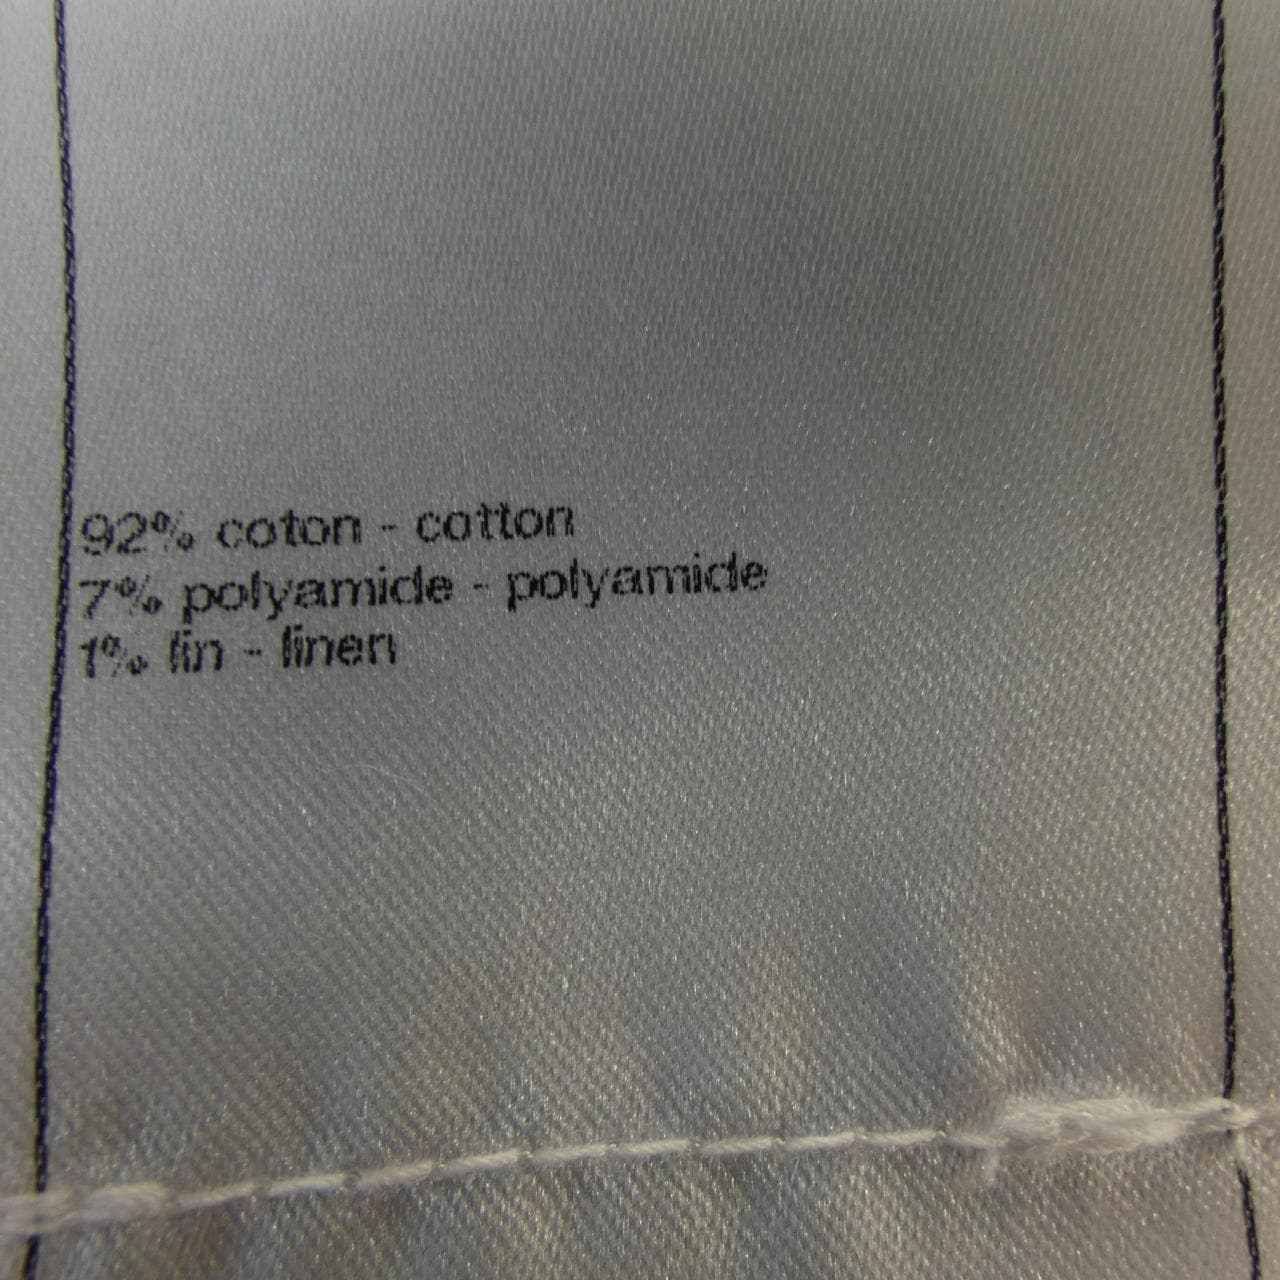 92% coton - cotton
7% polyamide - polyamide
1% lin - linen